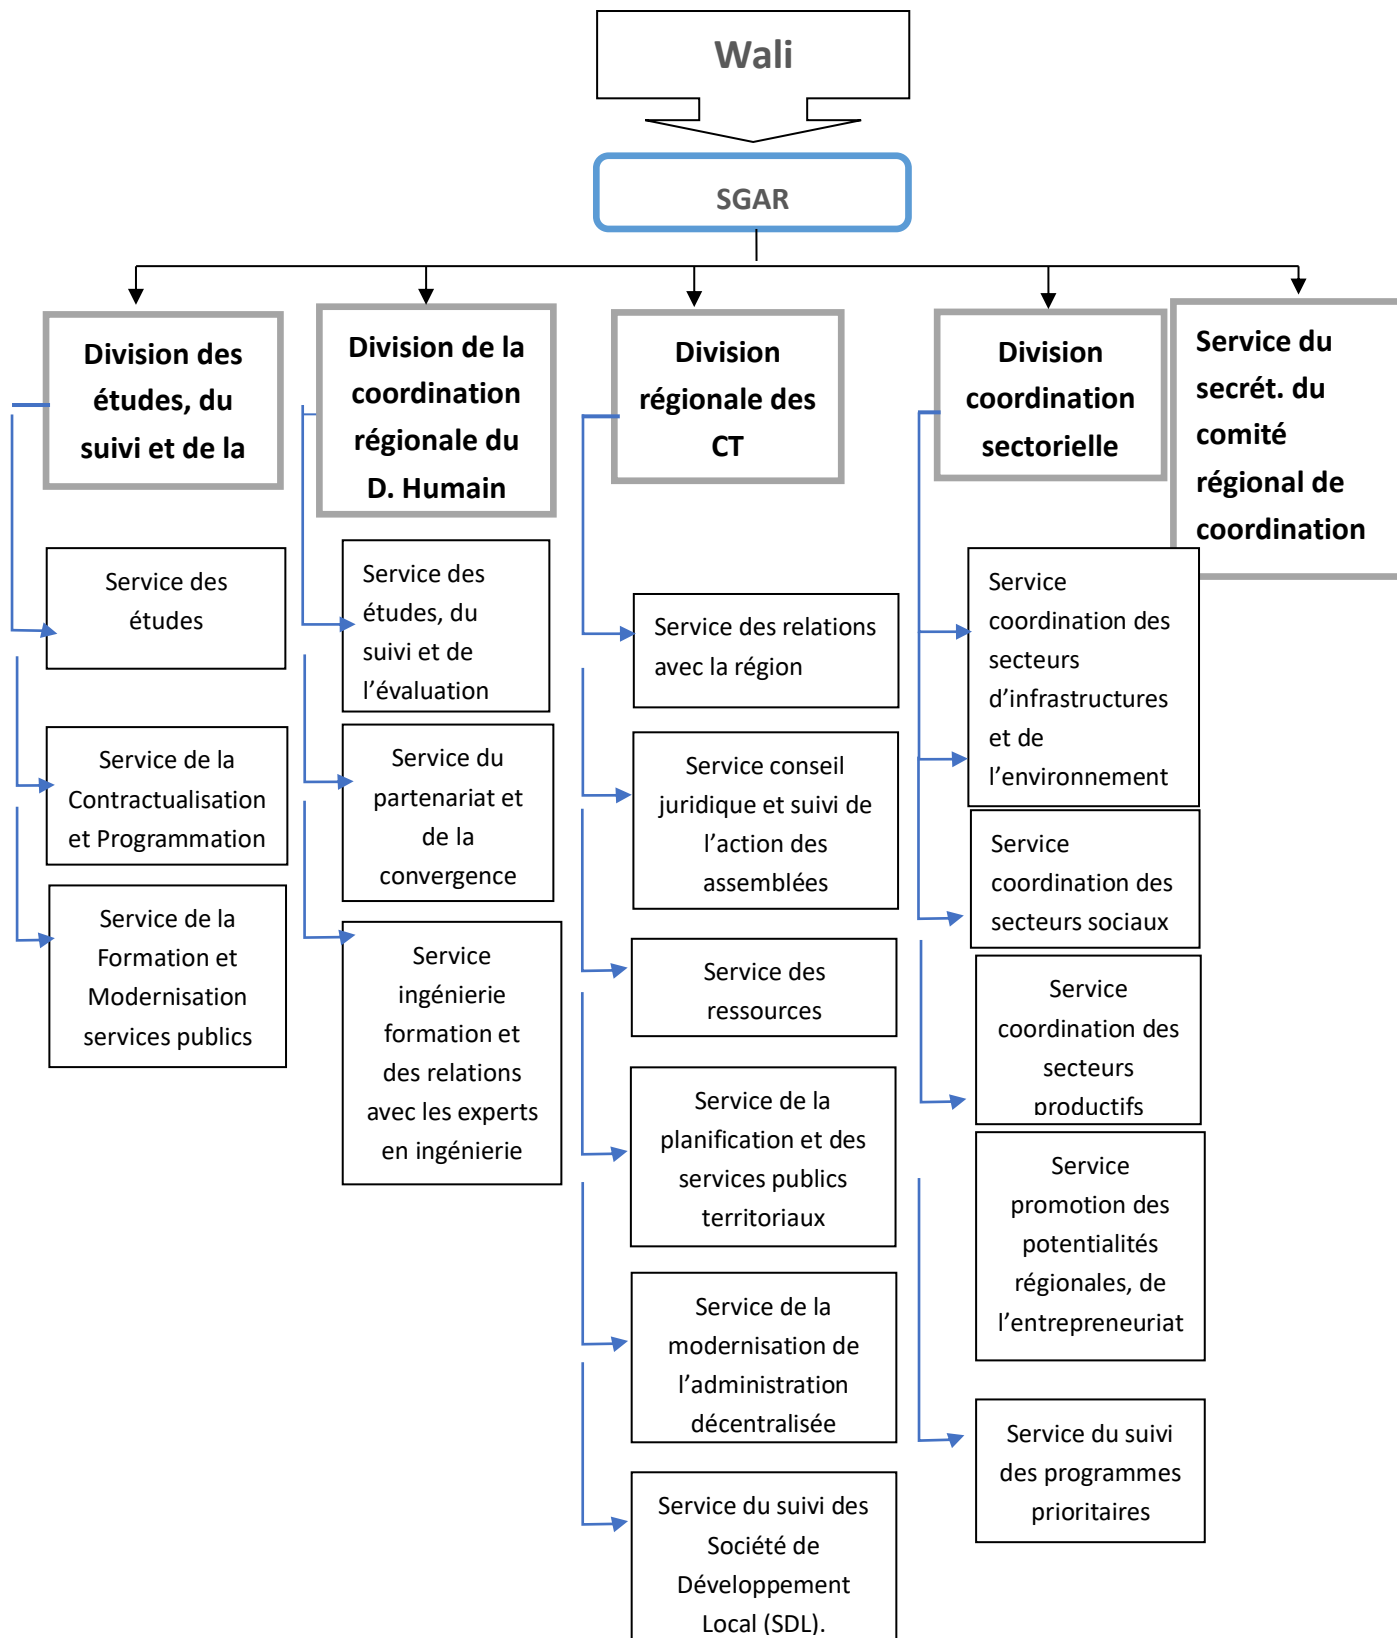 Wali
SGAR
Division des
études, du
suivi et de la
Division de la
coordination
régionale du
D. Humain
Division
régionale des
CT
Division
coordination
sectorielle
Service du
secrét. du
comité
régional de
coordination
Service des
études
Service de la
Contractualisation
et Programmation
Service de la
Formation et
Modernisation
services publics
Service des
études, du
suivi et de
l’évaluation
Service du
partenariat et
de la
convergence
Service
ingénierie
formation et
des relations
avec les experts
en ingénierie
Service des relations
avec la région
Service conseil
juridique et suivi de
l’action des
assemblées
Service des
ressources
Service de la
planification et des
services publics
territoriaux
Service de la
modernisation de
l’administration
décentralisée
Service du suivi des
Société de
Développement
Local (SDL).
Service
coordination des
secteurs
d’infrastructures
et de
l’environnement
Service
coordination des
secteurs sociaux
Service
coordination des
secteurs
productifs
Service
promotion des
potentialités
régionales, de
l’entrepreneuriat
Service du suivi
des programmes
prioritaires